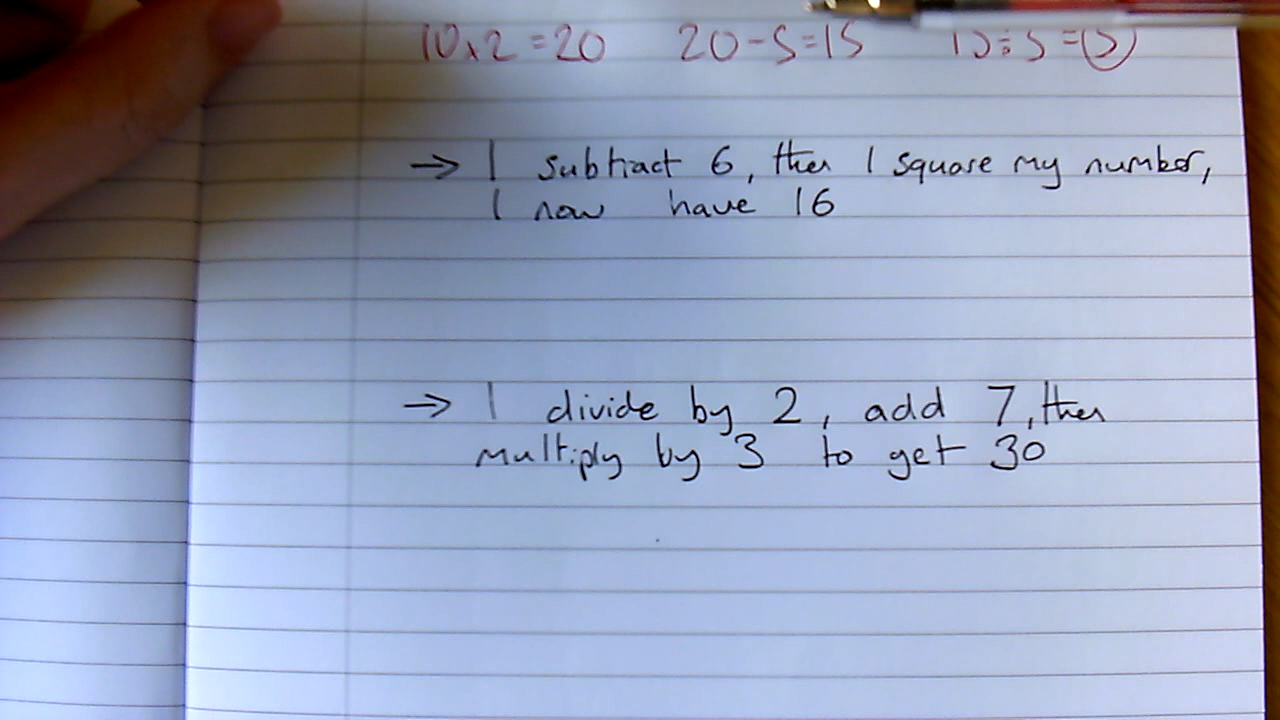 10x2=20 20-5=15 15÷5=3
→ I subtract 6, then I square my number,
I now have 16
→ I divide by 2, add 7, then
multiply by 3 to get 30